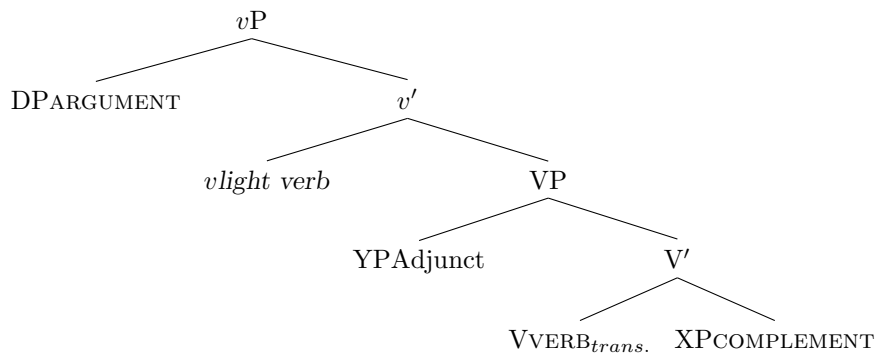 vP
DPARGUMENT
v′
vlight verb
VP
YPAdjunct
V′
VVERBtrans.
XPCOMPLEMENT